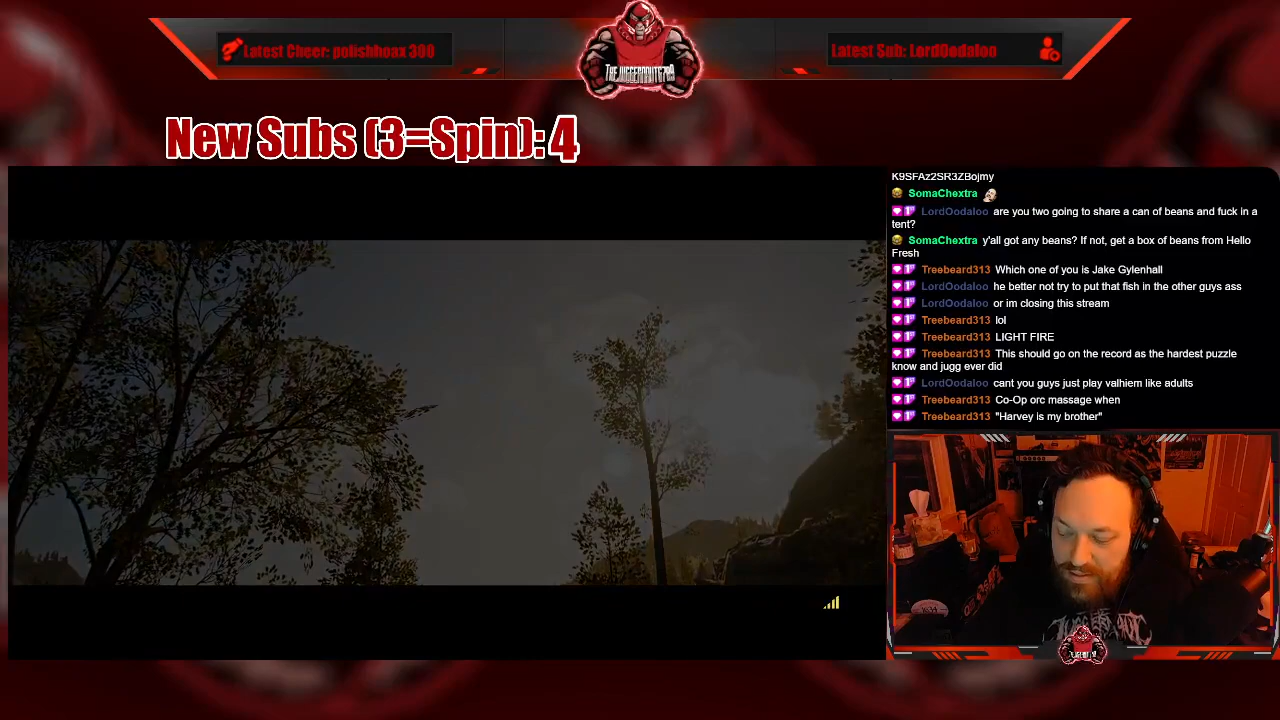 Latest Cheer: polishhoax 300
THEJUGGERNAUT6789
Latest Sub: LordOodaloo
New Subs (3=Spin): 4
K9SFAz2SR3ZBojmy
SomaChextra
LordOodaloo are you two going to share a can of beans and fuck in a
tent?
SomaChextra y'all got any beans? If not, get a box of beans from Hello
Fresh
Treebeard313 Which one of you is Jake Gylenhall
LordOodaloo he better not try to put that fish in the other guys ass
LordOodaloo or im closing this stream
Treebeard313 lol
Treebeard313 LIGHT FIRE
Treebeard313 This should go on the record as the hardest puzzle
know and jugg ever did
LordOodaloo cant you guys just play valhiem like adults
Treebeard313 Co-Op orc massage when
Treebeard313 "Harvey is my brother"